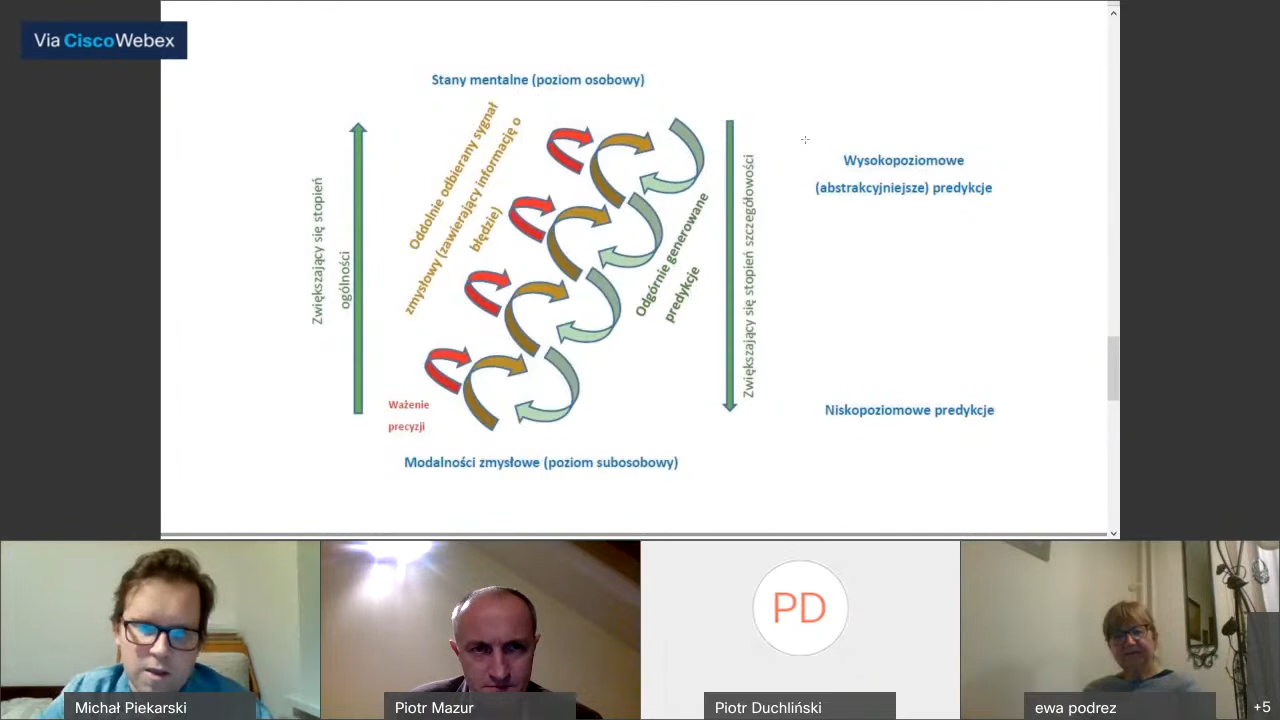 Via CiscoWebex
Stany mentalne (poziom osobowy)
Oddolnie odbierany sygnał
zmysłowy (zawierający informację o
błędzie)
Zwiększający się stopień
ogólności
Odgórnie generowane
predykcje
Zwiększający się stopień szczegółowości
Wysokopoziomowe
(abstrakcyjniejsze) predykcje
Ważenie
precyzji
Niskopoziomowe predykcje
Modalności zmysłowe (poziom subosobowy)
PD
Michał Piekarski
Piotr Mazur
Piotr Duchliński
ewa podrez
+5